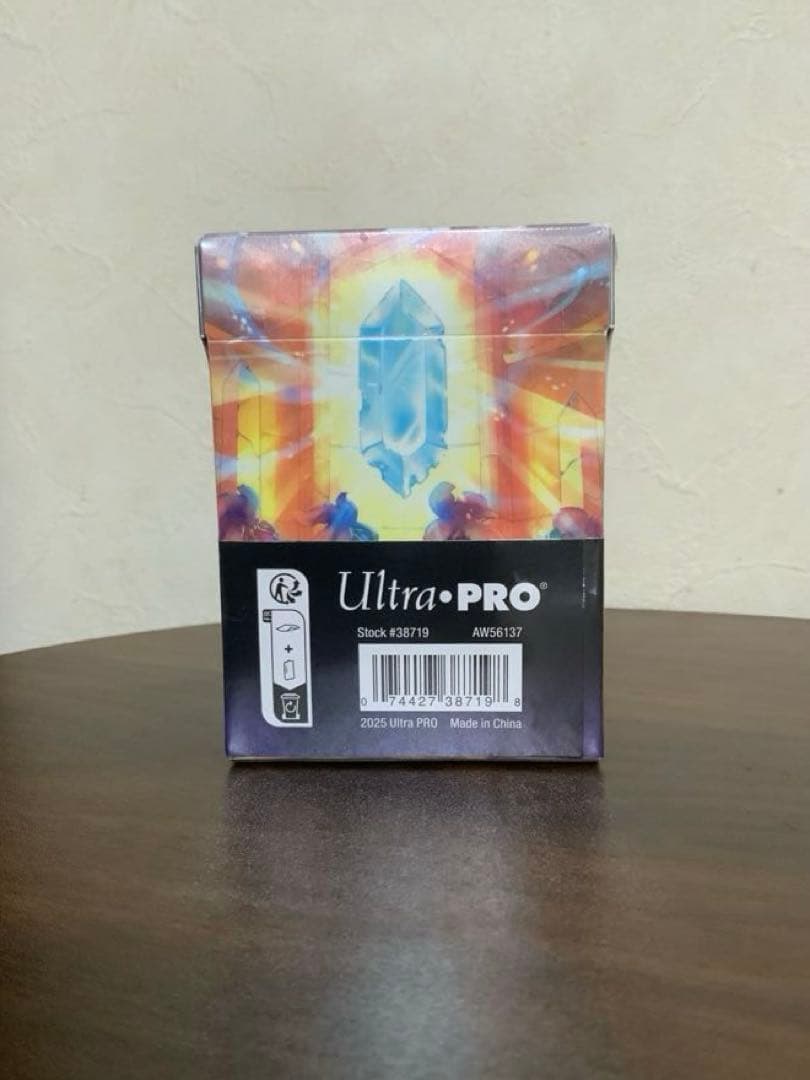 Ultra•PRO®
Stock #38719 AW56137
0 74427 38719 8
2025 Ultra PRO Made in China